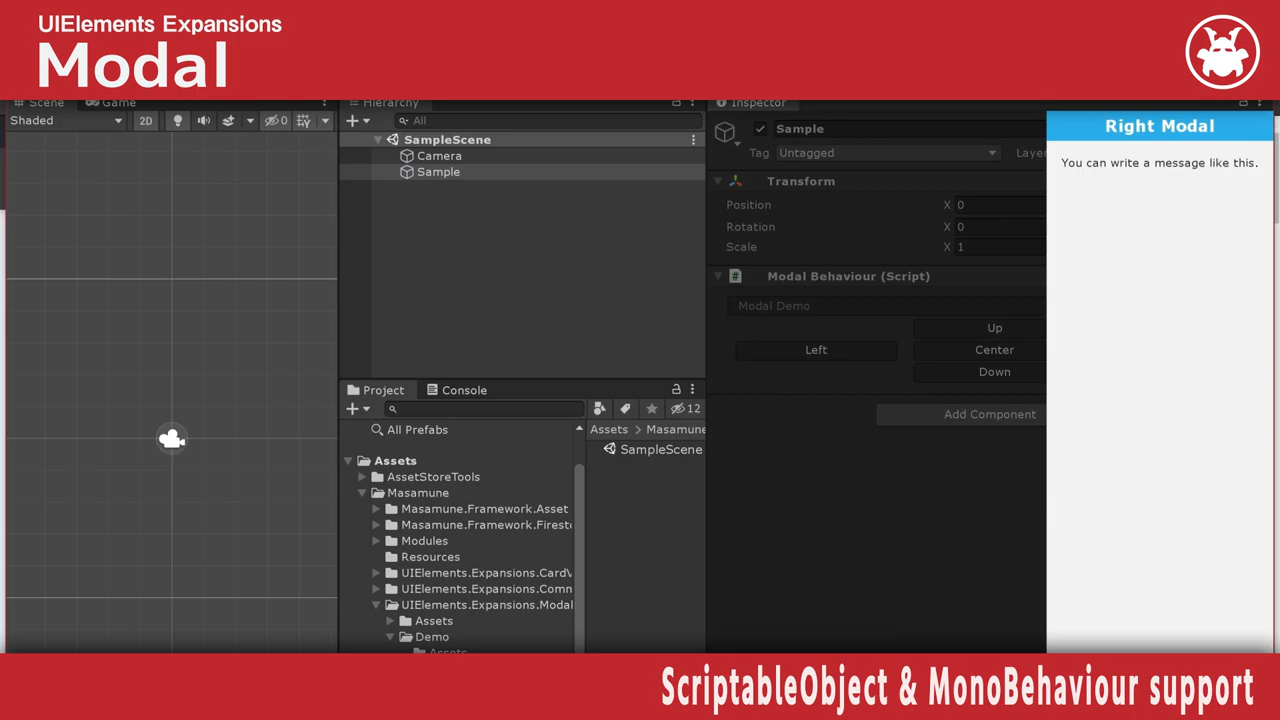 UIElements Expansions
Modal
Scene
Game
Shaded
2D
0
Hierarchy
All
SampleScene
Camera
Sample
Inspector
Sample
Tag Untagged
Layer
Transform
Position X 0
Rotation X 0
Scale X 1
Modal Behaviour (Script)
Modal Demo
Up
Left
Center
Down
Add Component
Right Modal
You can write a message like this.
Project
Console
12
All Prefabs
Assets > Masamune
SampleScene
Assets
AssetStoreTools
Masamune
Masamune.Framework.Asset
Masamune.Framework.Firesto
Modules
Resources
UIElements.Expansions.CardV
UIElements.Expansions.Comn
UIElements.Expansions.Modal
Assets
Demo
Assets
ScriptableObject & MonoBehaviour support